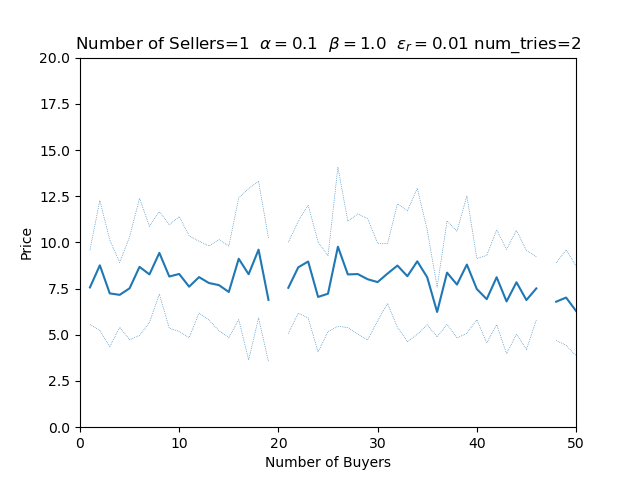 Number of Sellers=1 α = 0.1 β = 1.0 εᵣ = 0.01 num_tries=2
20.0
17.5
15.0
12.5
10.0
7.5
5.0
2.5
0.0
Price
0 10 20 30 40 50
Number of Buyers